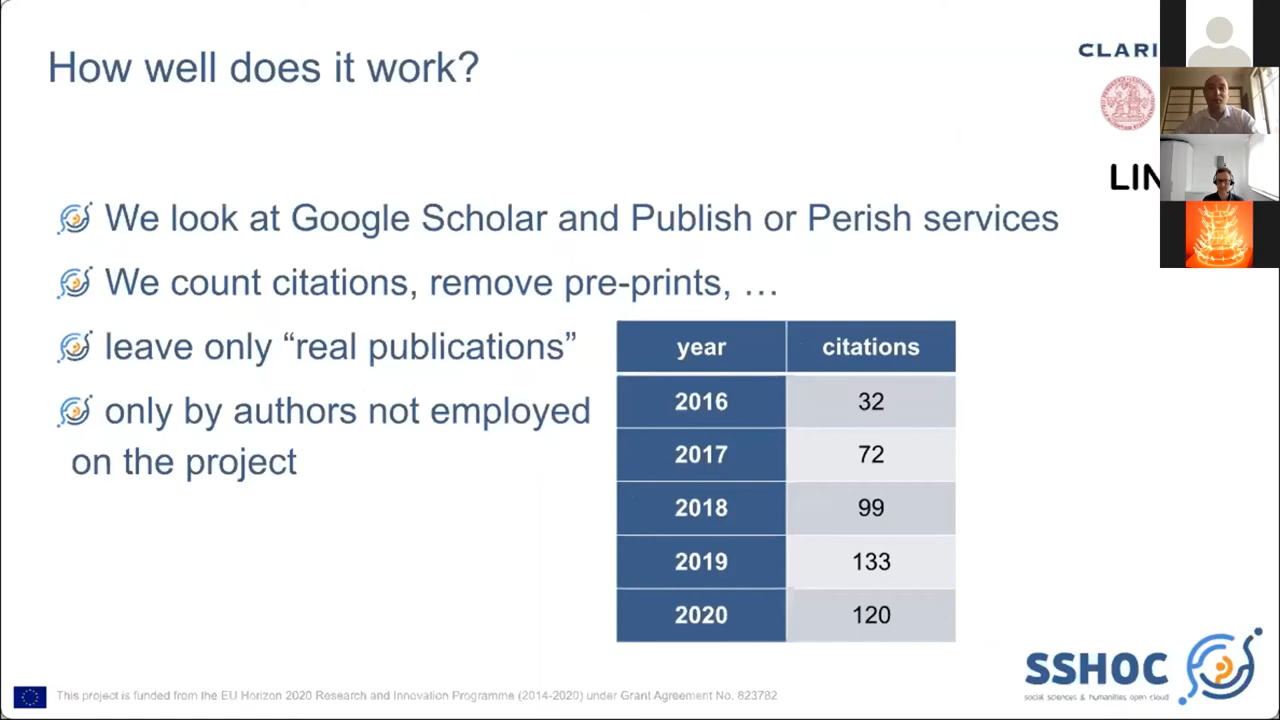 How well does it work?
CLARI
LIN
We look at Google Scholar and Publish or Perish services
We count citations, remove pre-prints, …
leave only “real publications”
only by authors not employed
on the project
year citations
2016 32
2017 72
2018 99
2019 133
2020 120
SSHOC
social sciences & humanities open cloud
This project is funded from the EU Horizon 2020 Research and Innovation Programme (2014-2020) under Grant Agreement No. 823782